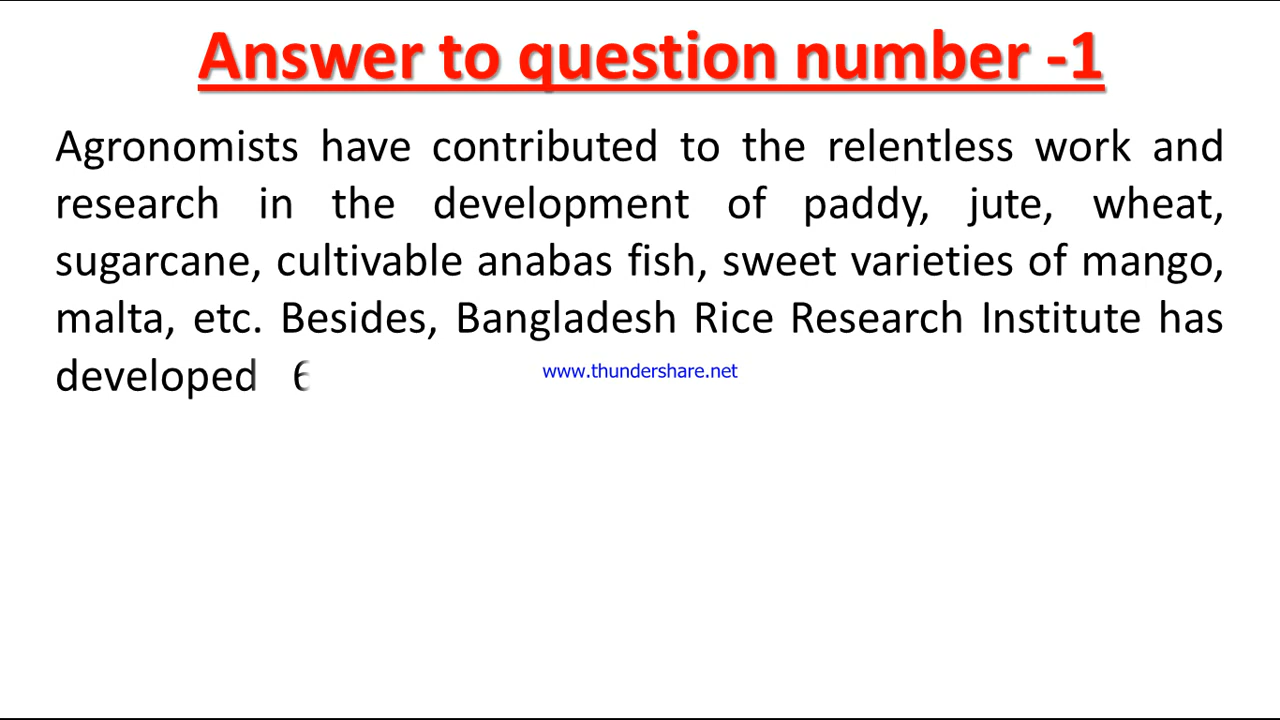 Answer to question number -1
Agronomists have contributed to the relentless work and
research in the development of paddy, jute, wheat,
sugarcane, cultivable anabas fish, sweet varieties of mango,
malta, etc. Besides, Bangladesh Rice Research Institute has
developed
www.thundershare.net